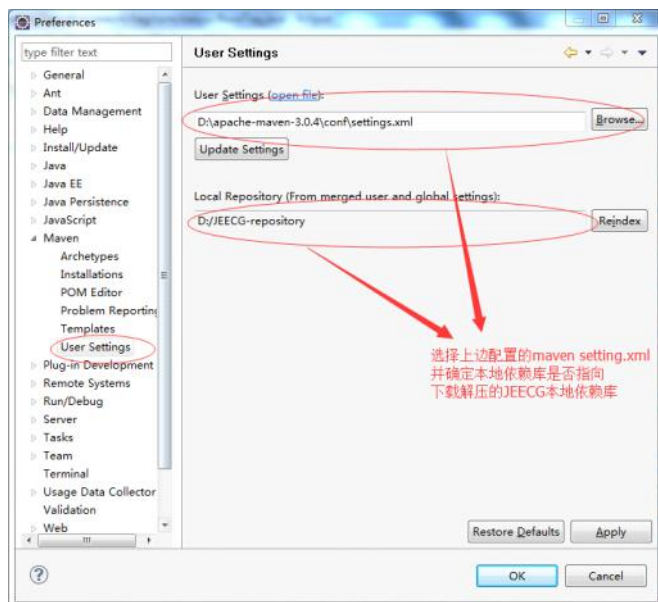 Preferences
type filter text
General
Ant
Data Management
Help
Install/Update
Java
Java EE
Java Persistence
JavaScript
Maven
Archetypes
Installations
POM Editor
Problem Reporting
Templates
User Settings
Plug-in Development
Remote Systems
Run/Debug
Server
Tasks
Team
Terminal
Usage Data Collector
Validation
Web
User Settings
User Settings (open file):
D:\apache-maven-3.0.4\conf\settings.xml
Browse...
Update Settings
Local Repository (From merged user and global settings):
D://JEECG-repository
Reindex
选择上边配置的maven setting.xml
并确定本地依赖库是否指向
下载解压的JEECG本地依赖库
Restore Defaults
Apply
OK
Cancel